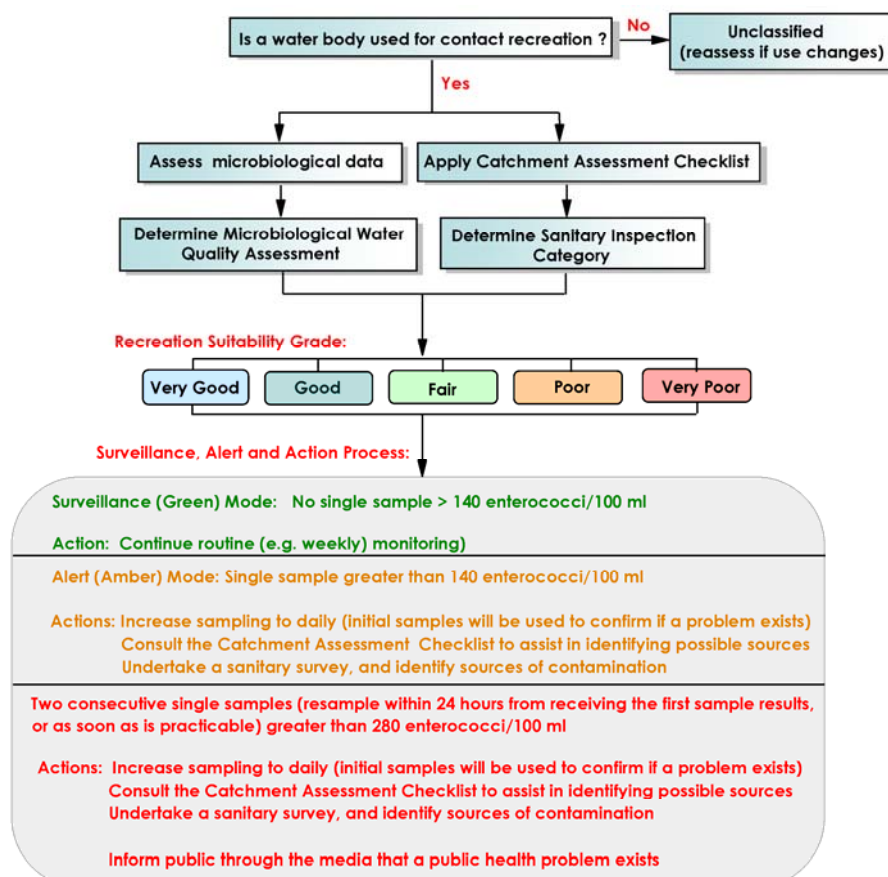 Is a water body used for contact recreation ?
No
Unclassified
(reassess if use changes)
Yes
Assess microbiological data
Apply Catchment Assessment Checklist
Determine Microbiological Water
Quality Assessment
Determine Sanitary Inspection
Category
Recreation Suitability Grade:
Very Good
Good
Fair
Poor
Very Poor
Surveillance, Alert and Action Process:
Surveillance (Green) Mode: No single sample > 140 enterococci/100 ml
Action: Continue routine (e.g. weekly) monitoring)
Alert (Amber) Mode: Single sample greater than 140 enterococci/100 ml
Actions: Increase sampling to daily (initial samples will be used to confirm if a problem exists)
Consult the Catchment Assessment Checklist to assist in identifying possible sources
Undertake a sanitary survey, and identify sources of contamination
Two consecutive single samples (resample within 24 hours from receiving the first sample results,
or as soon as is practicable) greater than 280 enterococci/100 ml
Actions: Increase sampling to daily (initial samples will be used to confirm if a problem exists)
Consult the Catchment Assessment Checklist to assist in identifying possible sources
Undertake a sanitary survey, and identify sources of contamination
Inform public through the media that a public health problem exists